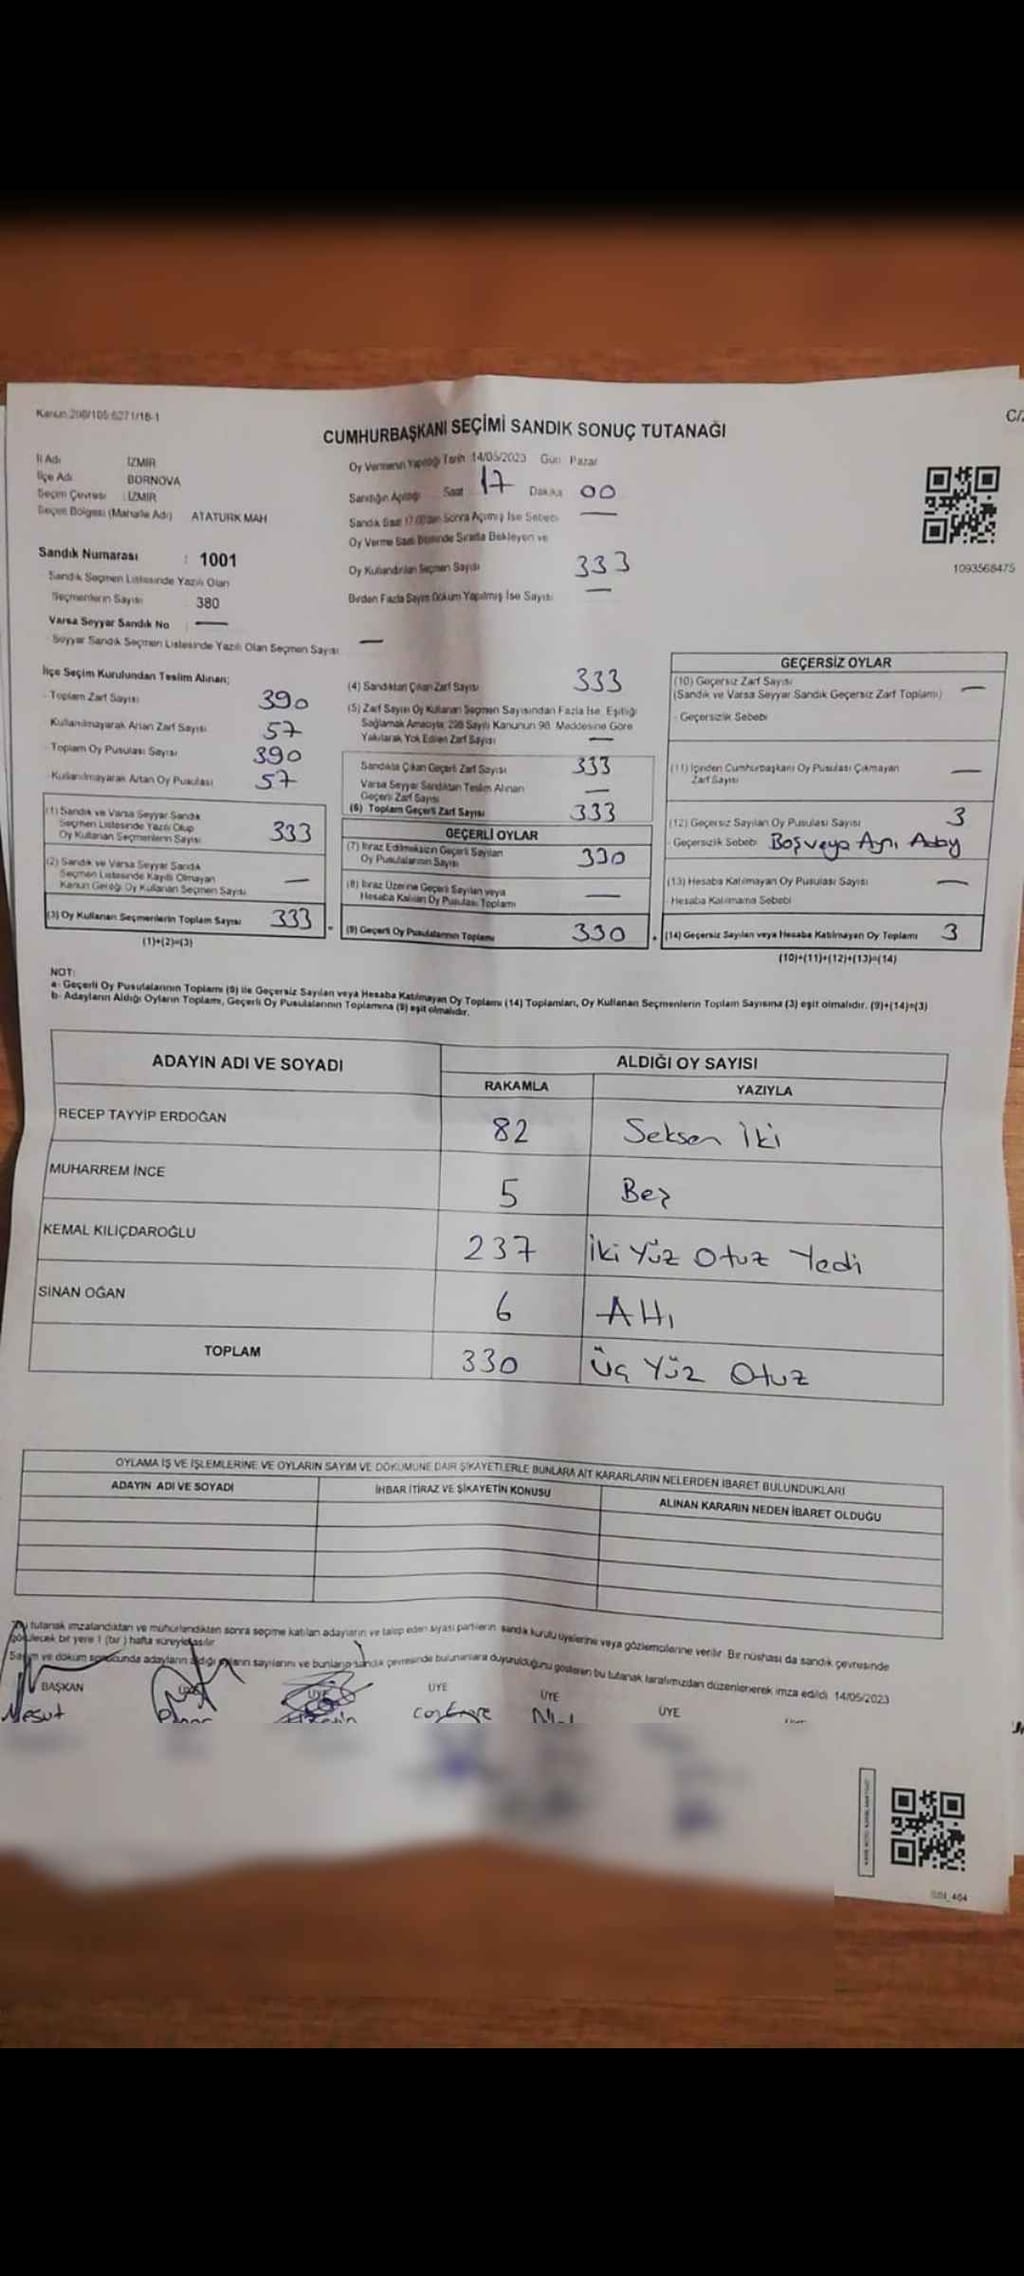 Kanun 298/105 6271/16-1
CUMHURBAŞKANI SEÇİMİ SANDIK SONUÇ TUTANAĞI
C/
İl Adı İZMİR
İlçe Adı BORNOVA
Seçim Çevresi : İZMİR
Seçim Bölgesi (Mahalle Adı) ATATÜRK MAH
Sandık Numarası : 1001
Sandık Seçmen Listesinde Yazılı Olan
Seçmenlerin Sayısı 380
Varsa Seyyar Sandık No —
Seyyar Sandık Seçmen Listesinde Yazılı Olan Seçmen Sayısı —
Oy Vermenin Yapıldığı Tarih 14/05/2023 Gün Pazar
Sandığın Açılışı Saat 17 Dakika 00
Sandık Saat 17.00'den Sonra Açılmış İse Sebebi —
Oy Verme Saati Bitiminde Sırada Bekleyen ve
Oy Kullandırılan Seçmen Sayısı 333
Birden Fazla Sayım Döküm Yapılmış İse Sayısı —
1093568475
İlçe Seçim Kurulundan Teslim Alınan;
- Toplam Zarf Sayısı 390
Kullanılmayarak Artan Zarf Sayısı 57
- Toplam Oy Pusulası Sayısı 390
- Kullanılmayarak Artan Oy Pusulası 57
(1) Sandık ve Varsa Seyyar Sandık
Seçmen Listesinde Yazılı Olup
Oy Kullanan Seçmenlerin Sayısı 333
(2) Sandık ve Varsa Seyyar Sandık
Seçmen Listesinde Kayıtlı Olmayan
Kanun Gereği Oy Kullanan Seçmen Sayısı —
(3) Oy Kullanan Seçmenlerin Toplam Sayısı 333
(1)+(2)=(3)
(4) Sandıktan Çıkan Zarf Sayısı 333
(5) Zarf Sayısı Oy Kullanan Seçmen Sayısından Fazla İse, Eşitliği
Sağlamak Amacıyla, 298 Sayılı Kanunun 98. Maddesine Göre
Yakılarak Yok Edilen Zarf Sayısı —
Sandıkta Çıkan Geçerli Zarf Sayısı 333
Varsa Seyyar Sandıktan Teslim Alınan
Geçerli Zarf Sayısı —
(6) Toplam Geçerli Zarf Sayısı 333
GEÇERLİ OYLAR
(7) İtiraz Edilmeksizin Geçerli Sayılan
Oy Pusulalarının Sayısı 330
(8) İtiraz Üzerine Geçerli Sayılan veya
Hesaba Katılan Oy Pusulası Toplamı —
(9) Geçerli Oy Pusulalarının Toplamı 330
GEÇERSİZ OYLAR
(10) Geçersiz Zarf Sayısı —
(Sandık ve Varsa Seyyar Sandık Geçersiz Zarf Toplamı)
- Geçersizlik Sebebi
(11) İçinden Cumhurbaşkanı Oy Pusulası Çıkmayan
Zarf Sayısı —
(12) Geçersiz Sayılan Oy Pusulası Sayısı 3
- Geçersizlik Sebebi Boş veya Aynı Aday
(13) Hesaba Katılmayan Oy Pusulası Sayısı —
- Hesaba Katılmama Sebebi
(14) Geçersiz Sayılan veya Hesaba Katılmayan Oy Toplamı 3
(10)+(11)+(12)+(13)=(14)
NOT:
a- Geçerli Oy Pusulalarının Toplamı (9) ile Geçersiz Sayılan veya Hesaba Katılmayan Oy Toplamı (14) Toplamları, Oy Kullanan Seçmenlerin Toplam Sayısına (3) eşit olmalıdır. (9)+(14)=(3)
b- Adayların Aldığı Oyların Toplamı, Geçerli Oy Pusulalarının Toplamına (9) eşit olmalıdır.
ADAYIN ADI VE SOYADI ALDIĞI OY SAYISI
RAKAMLA YAZIYLA
RECEP TAYYİP ERDOĞAN 82 Seksen İki
MUHARREM İNCE 5 Beş
KEMAL KILIÇDAROĞLU 237 İki Yüz Otuz Yedi
SİNAN OĞAN 6 Altı
TOPLAM 330 Üç Yüz Otuz
OYLAMA İŞ VE İŞLEMLERİNE VE OYLARIN SAYIM VE DÖKÜMÜNE DAİR ŞİKAYETLERLE BUNLARA AİT KARARLARIN NELERDEN İBARET BULUNDUKLARI
ADAYIN ADI VE SOYADI İHBAR İTİRAZ VE ŞİKAYETİN KONUSU ALINAN KARARIN NEDEN İBARET OLDUĞU
tutanak imzalandıktan ve mühürlendikten sonra seçime katılan adayların ve talep eden siyasi partilerin sandık kurulu üyelerine veya gözlemcilerine verilir. Bir nüshası da sandık çevresinde
görülecek bir yere 1 (bir) hafta süreyle asılır
Sayım ve döküm sonucunda adayların aldığı oyların sayılarını ve bunların sandık çevresinde bulunanlara duyurulduğunu gösteren bu tutanak tarafımızdan düzenlenerek imza edildi. 14/05/2023
BAŞKAN ÜYE ÜYE ÜYE ÜYE ÜYE
Mesut